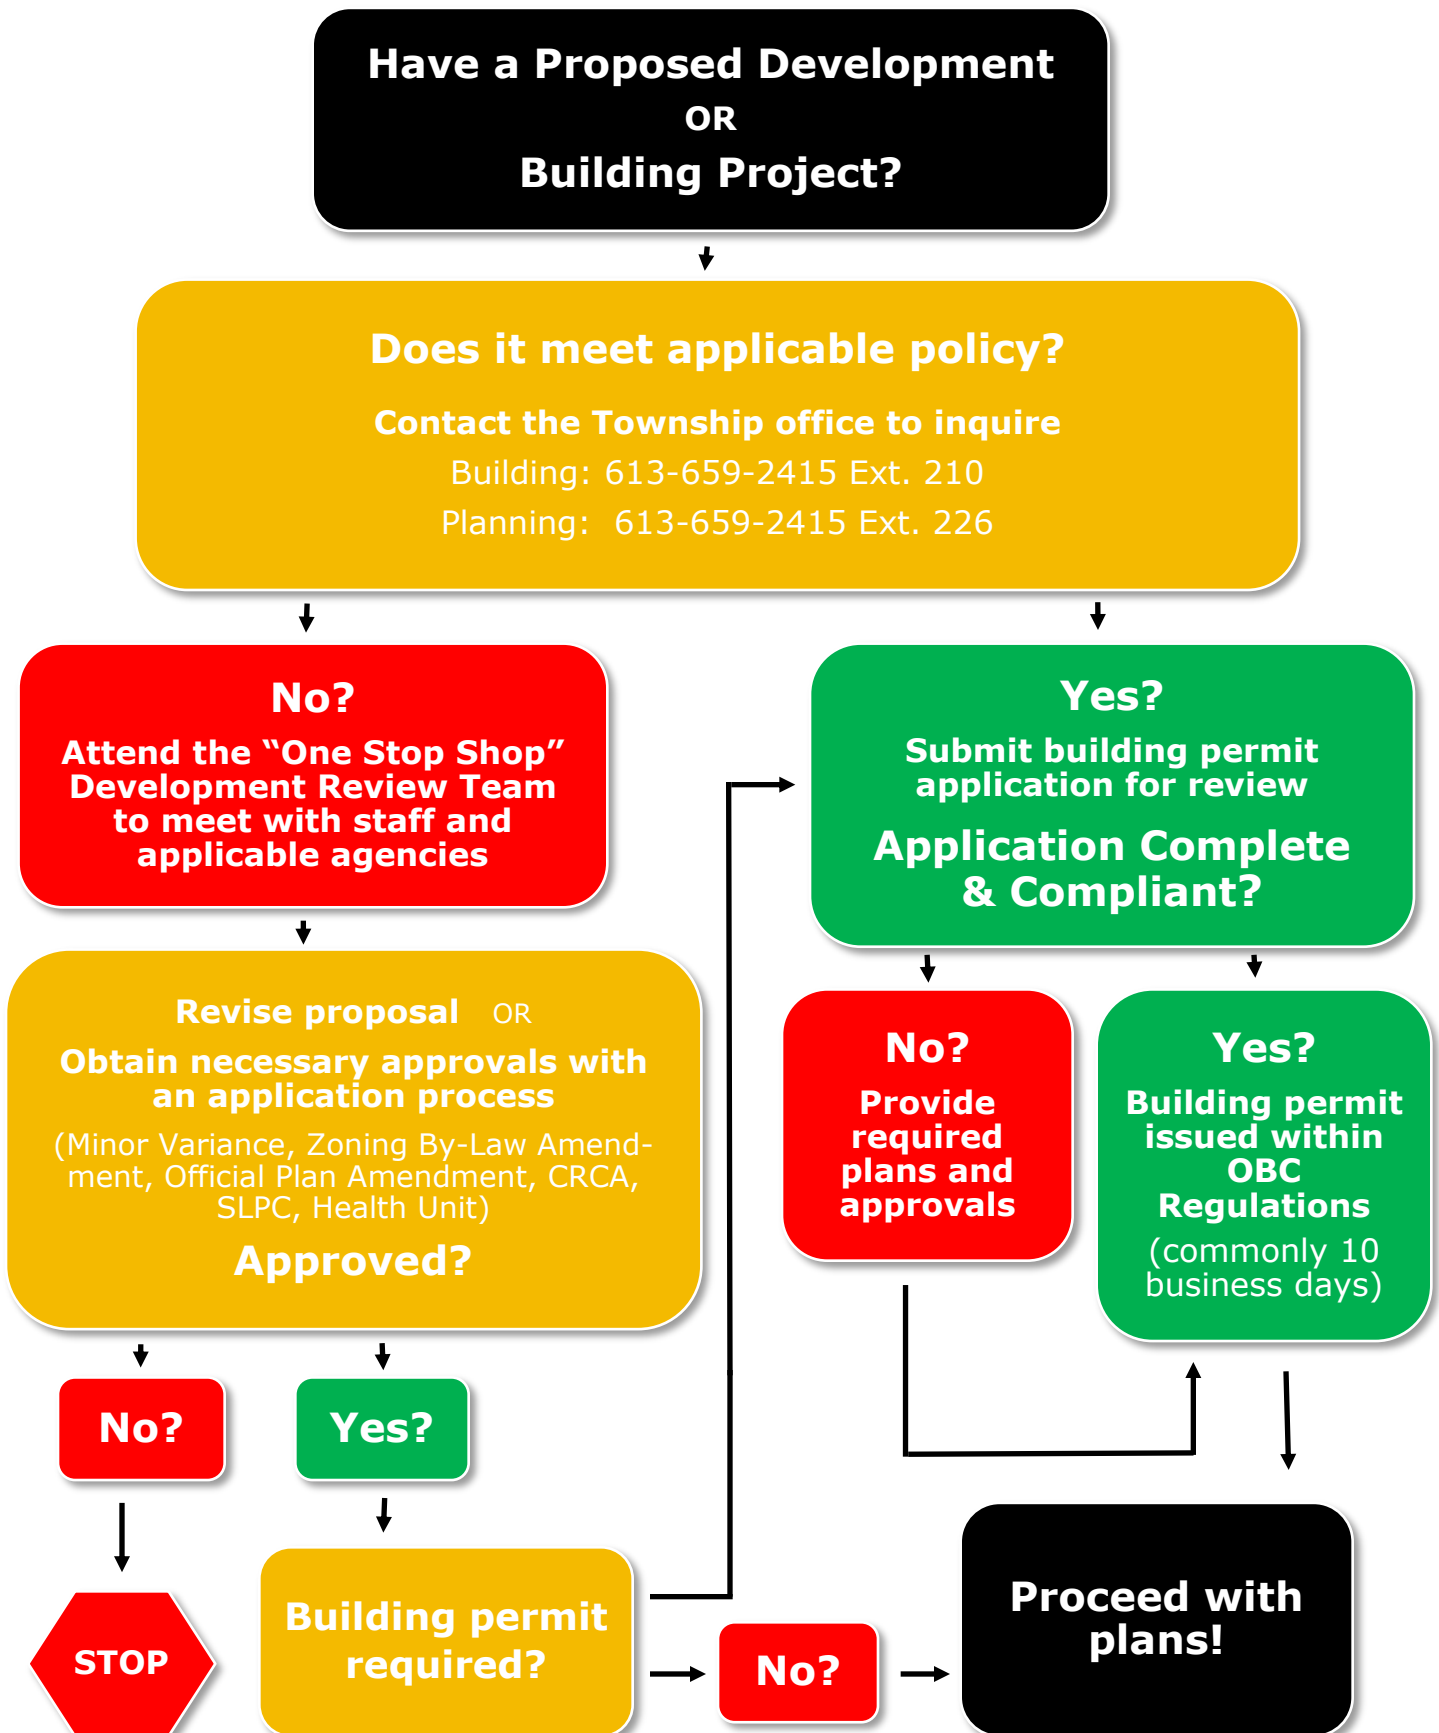 Have a Proposed Development
OR
Building Project?
Does it meet applicable policy?
Contact the Township office to inquire
Building: 613-659-2415 Ext. 210
Planning:  613-659-2415 Ext. 226
No?
Attend the “One Stop Shop”
Development Review Team
to meet with staff and
applicable agencies
Yes?
Submit building permit
application for review
Application Complete
& Compliant?
Revise proposal OR
Obtain necessary approvals with
an application process
(Minor Variance, Zoning By-Law Amend-
ment, Official Plan Amendment, CRCA,
SLPC, Health Unit)
Approved?
No?
Provide
required
plans and
approvals
Yes?
Building permit
issued within
OBC
Regulations
(commonly 10
business days)
No?
Yes?
STOP
Building permit
required?
No?
Proceed with
plans!